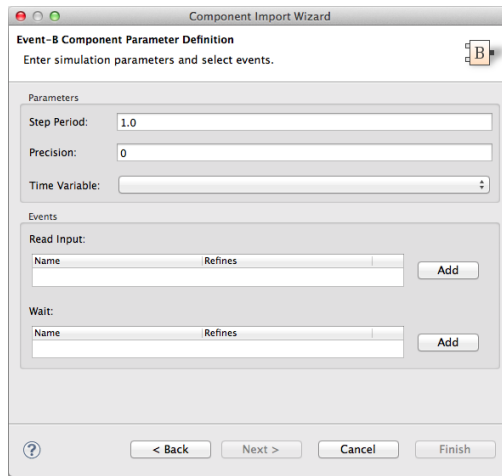 Component Import Wizard
Event-B Component Parameter Definition
Enter simulation parameters and select events.
B
Parameters
Step Period: 1.0
Precision: 0
Time Variable:
Events
Read Input:
Name Refines
Add
Wait:
Name Refines
Add
? < Back Next > Cancel Finish